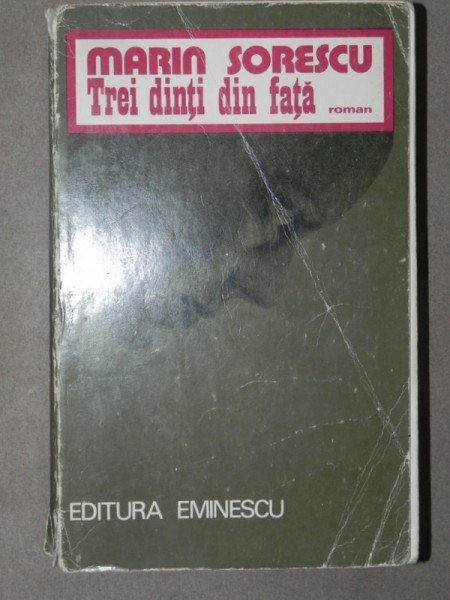 MARIN SORESCU
Trei dinți din față
roman
EDITURA EMINESCU